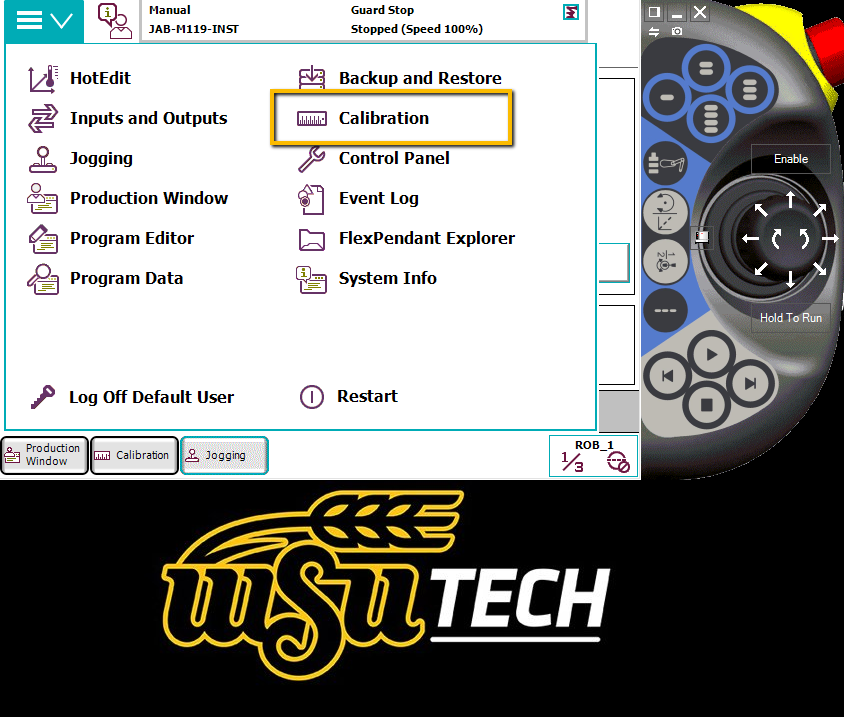 Manual
JAB-M119-INST
Guard Stop
Stopped (Speed 100%)
HotEdit
Inputs and Outputs
Jogging
Production Window
Program Editor
Program Data
Backup and Restore
Calibration
Control Panel
Event Log
FlexPendant Explorer
System Info
Log Off Default User
Restart
Production
Window
Calibration
Jogging
ROB_1
1/3
Enable
Hold To Run
WSU TECH